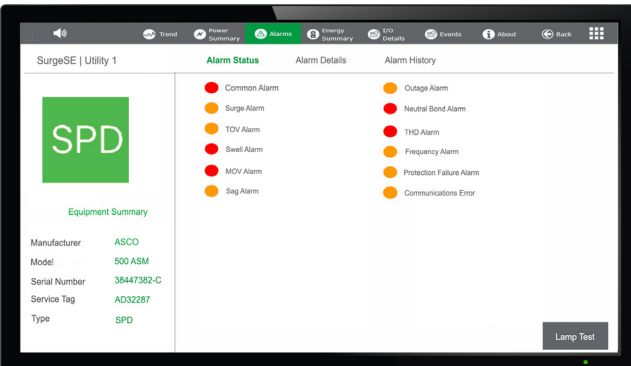 Trend
Power Summary
Alarms
Energy Summary
I/O Details
Events
About
Back
SurgeSE | Utility 1
Alarm Status
Alarm Details
Alarm History
SPD
Equipment Summary
Manufacturer ASCO
Model 500 ASM
Serial Number 38447382-C
Service Tag AD32287
Type SPD
Common Alarm
Surge Alarm
TOV Alarm
Swell Alarm
MOV Alarm
Sag Alarm
Outage Alarm
Neutral Bond Alarm
THD Alarm
Frequency Alarm
Protection Failure Alarm
Communications Error
Lamp Test